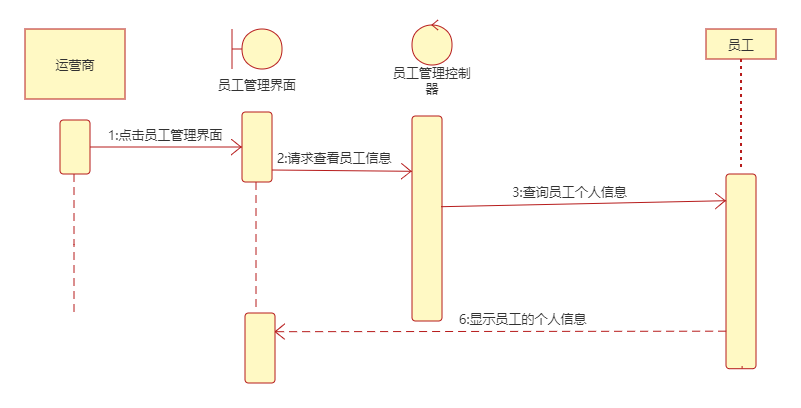 运营商
员工管理界面
员工管理控制
器
员工
1:点击员工管理界面
2:请求查看员工信息
3:查询员工个人信息
6:显示员工的个人信息